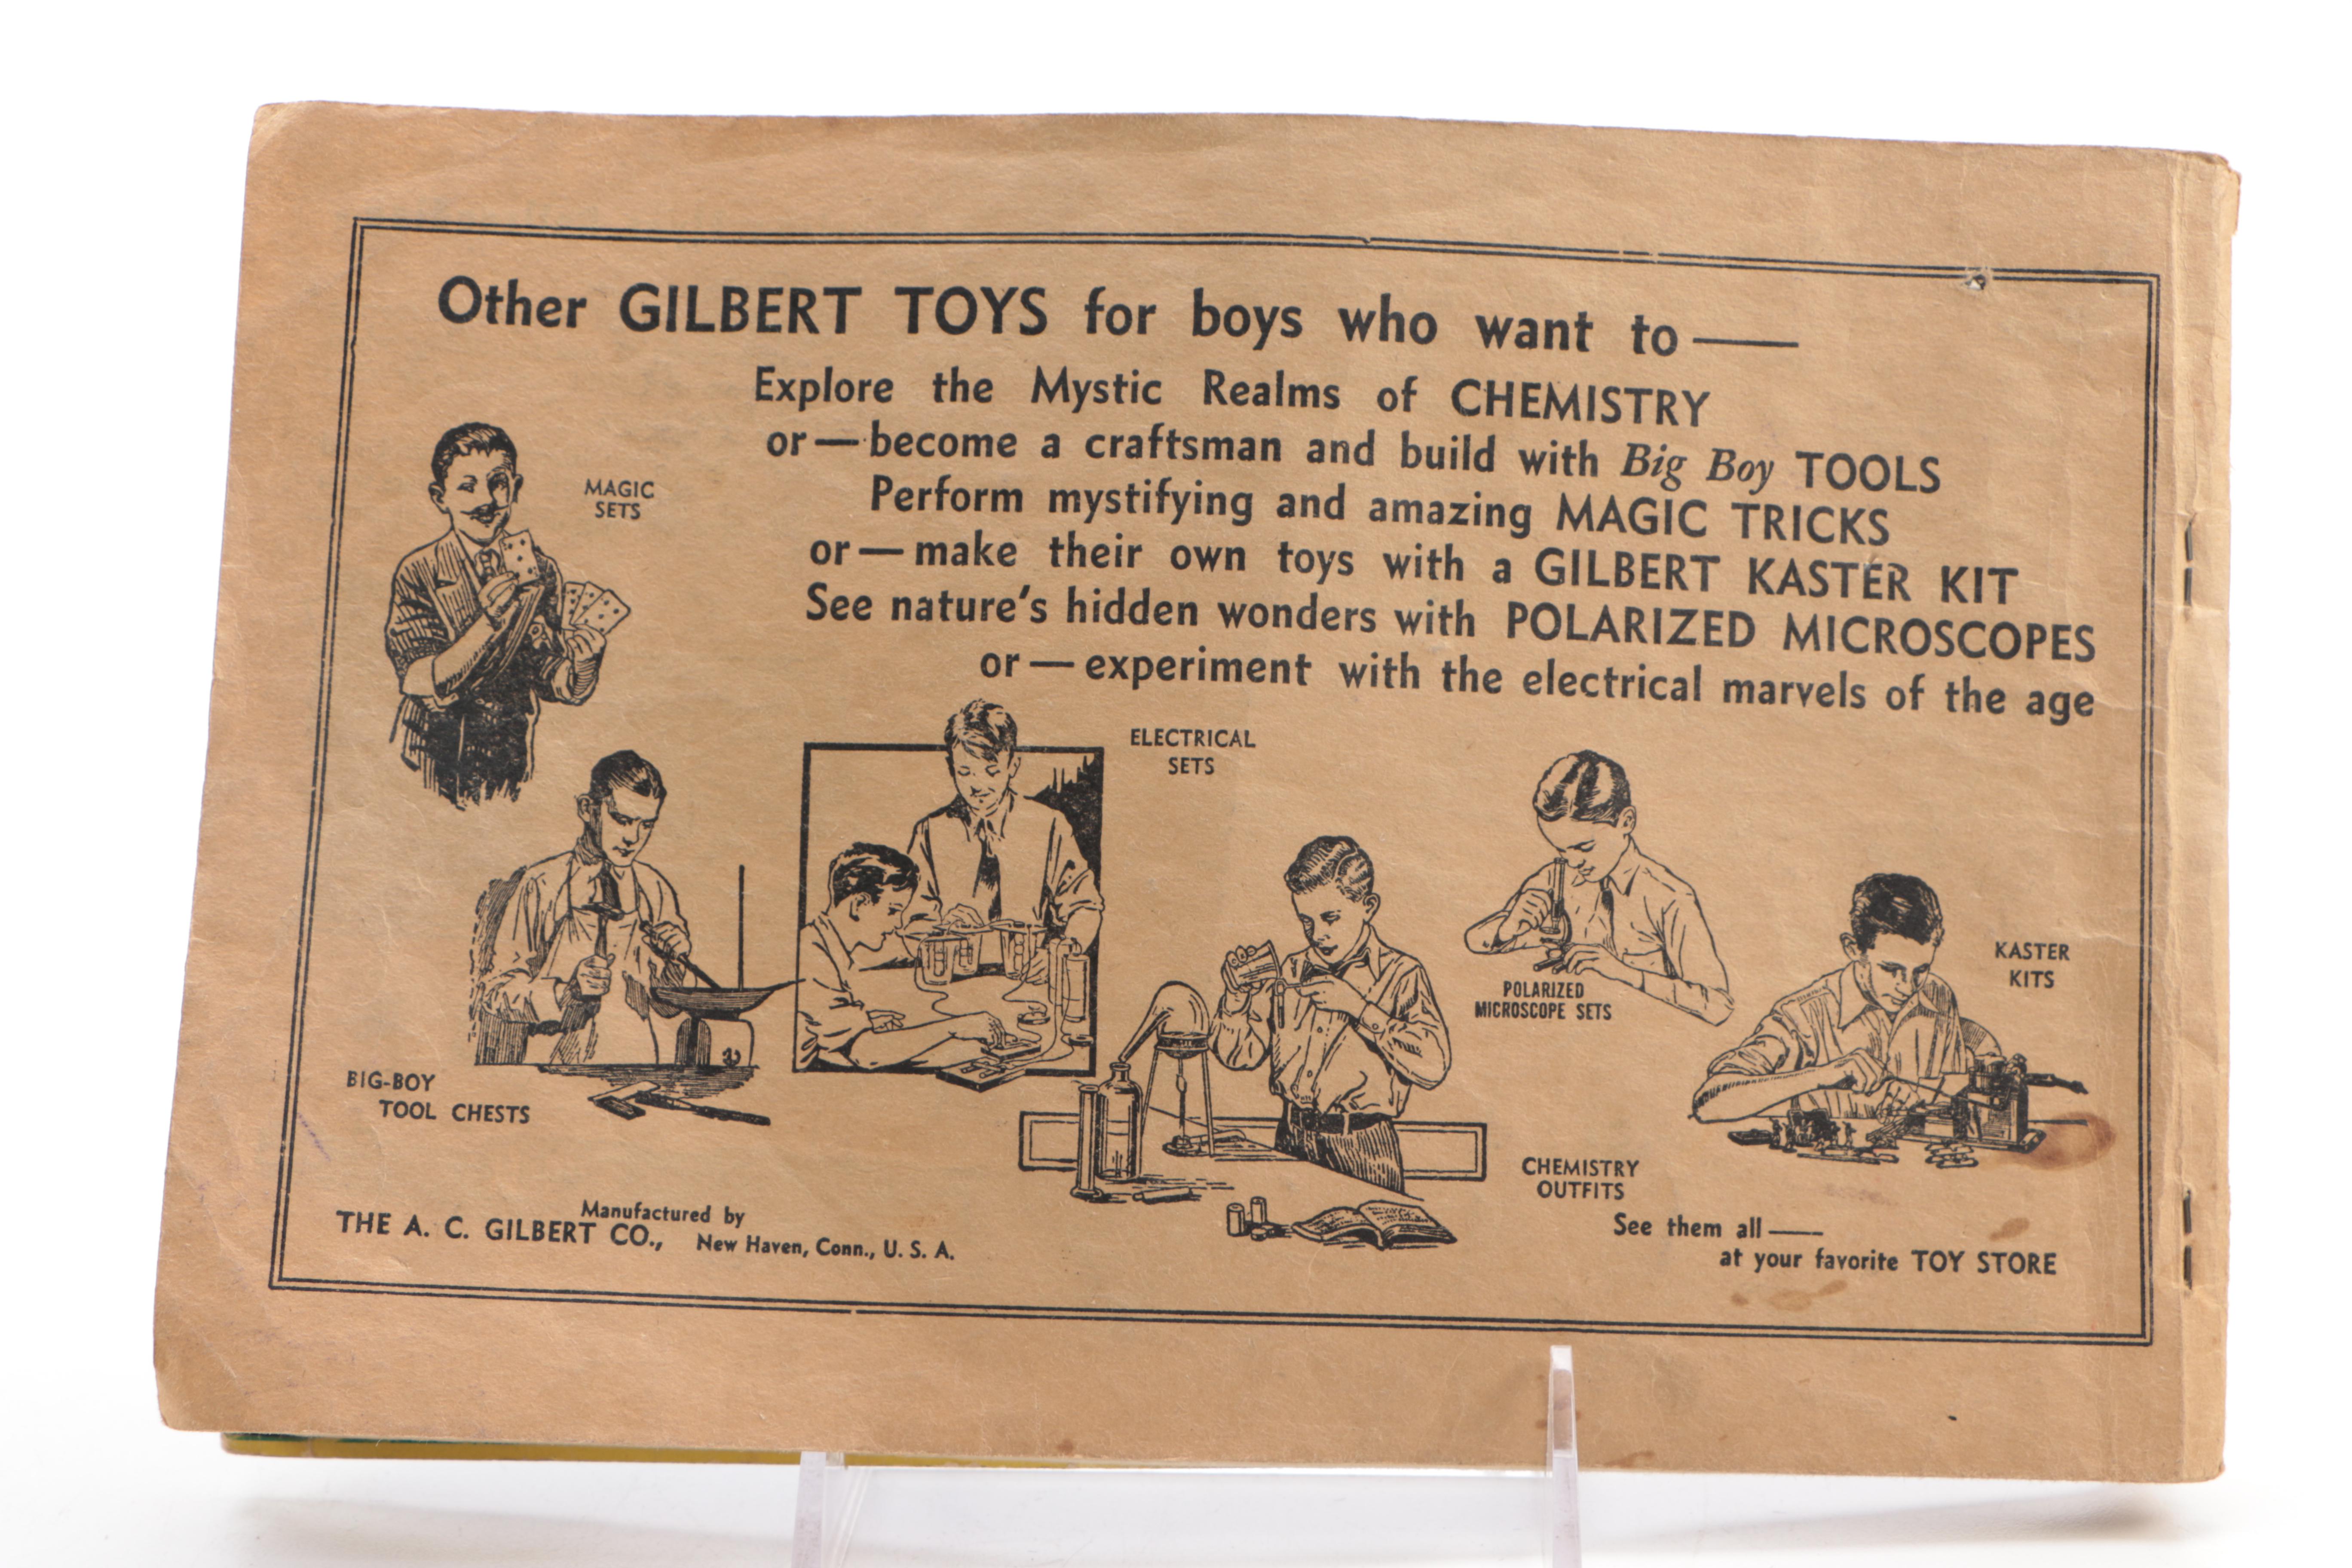 Other GILBERT TOYS for boys who want to——
Explore the Mystic Realms of CHEMISTRY
or—become a craftsman and build with Big Boy TOOLS
Perform mystifying and amazing MAGIC TRICKS
or—make their own toys with a GILBERT KASTER KIT
See nature's hidden wonders with POLARIZED MICROSCOPES
or—experiment with the electrical marvels of the age
MAGIC
SETS
ELECTRICAL
SETS
POLARIZED
MICROSCOPE SETS
KASTER
KITS
BIG-BOY
TOOL CHESTS
CHEMISTRY
OUTFITS
Manufactured by
THE A. C. GILBERT CO., New Haven, Conn., U. S. A.
See them all——
at your favorite TOY STORE